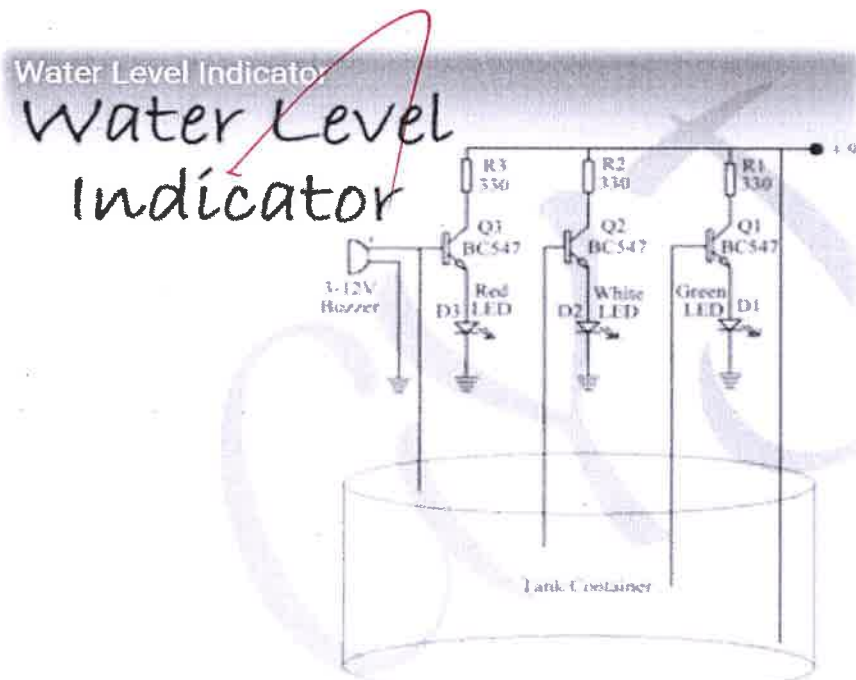 Water Level Indicator
Water Level
Indicator
+ 9
R3
330
R2
330
R1
330
Q3
BC547
Q2
BC547
Q1
BC547
3-12V
Buzzer
Red
D3 LED
White
D2 LED
Green
LED D1
Tank Container